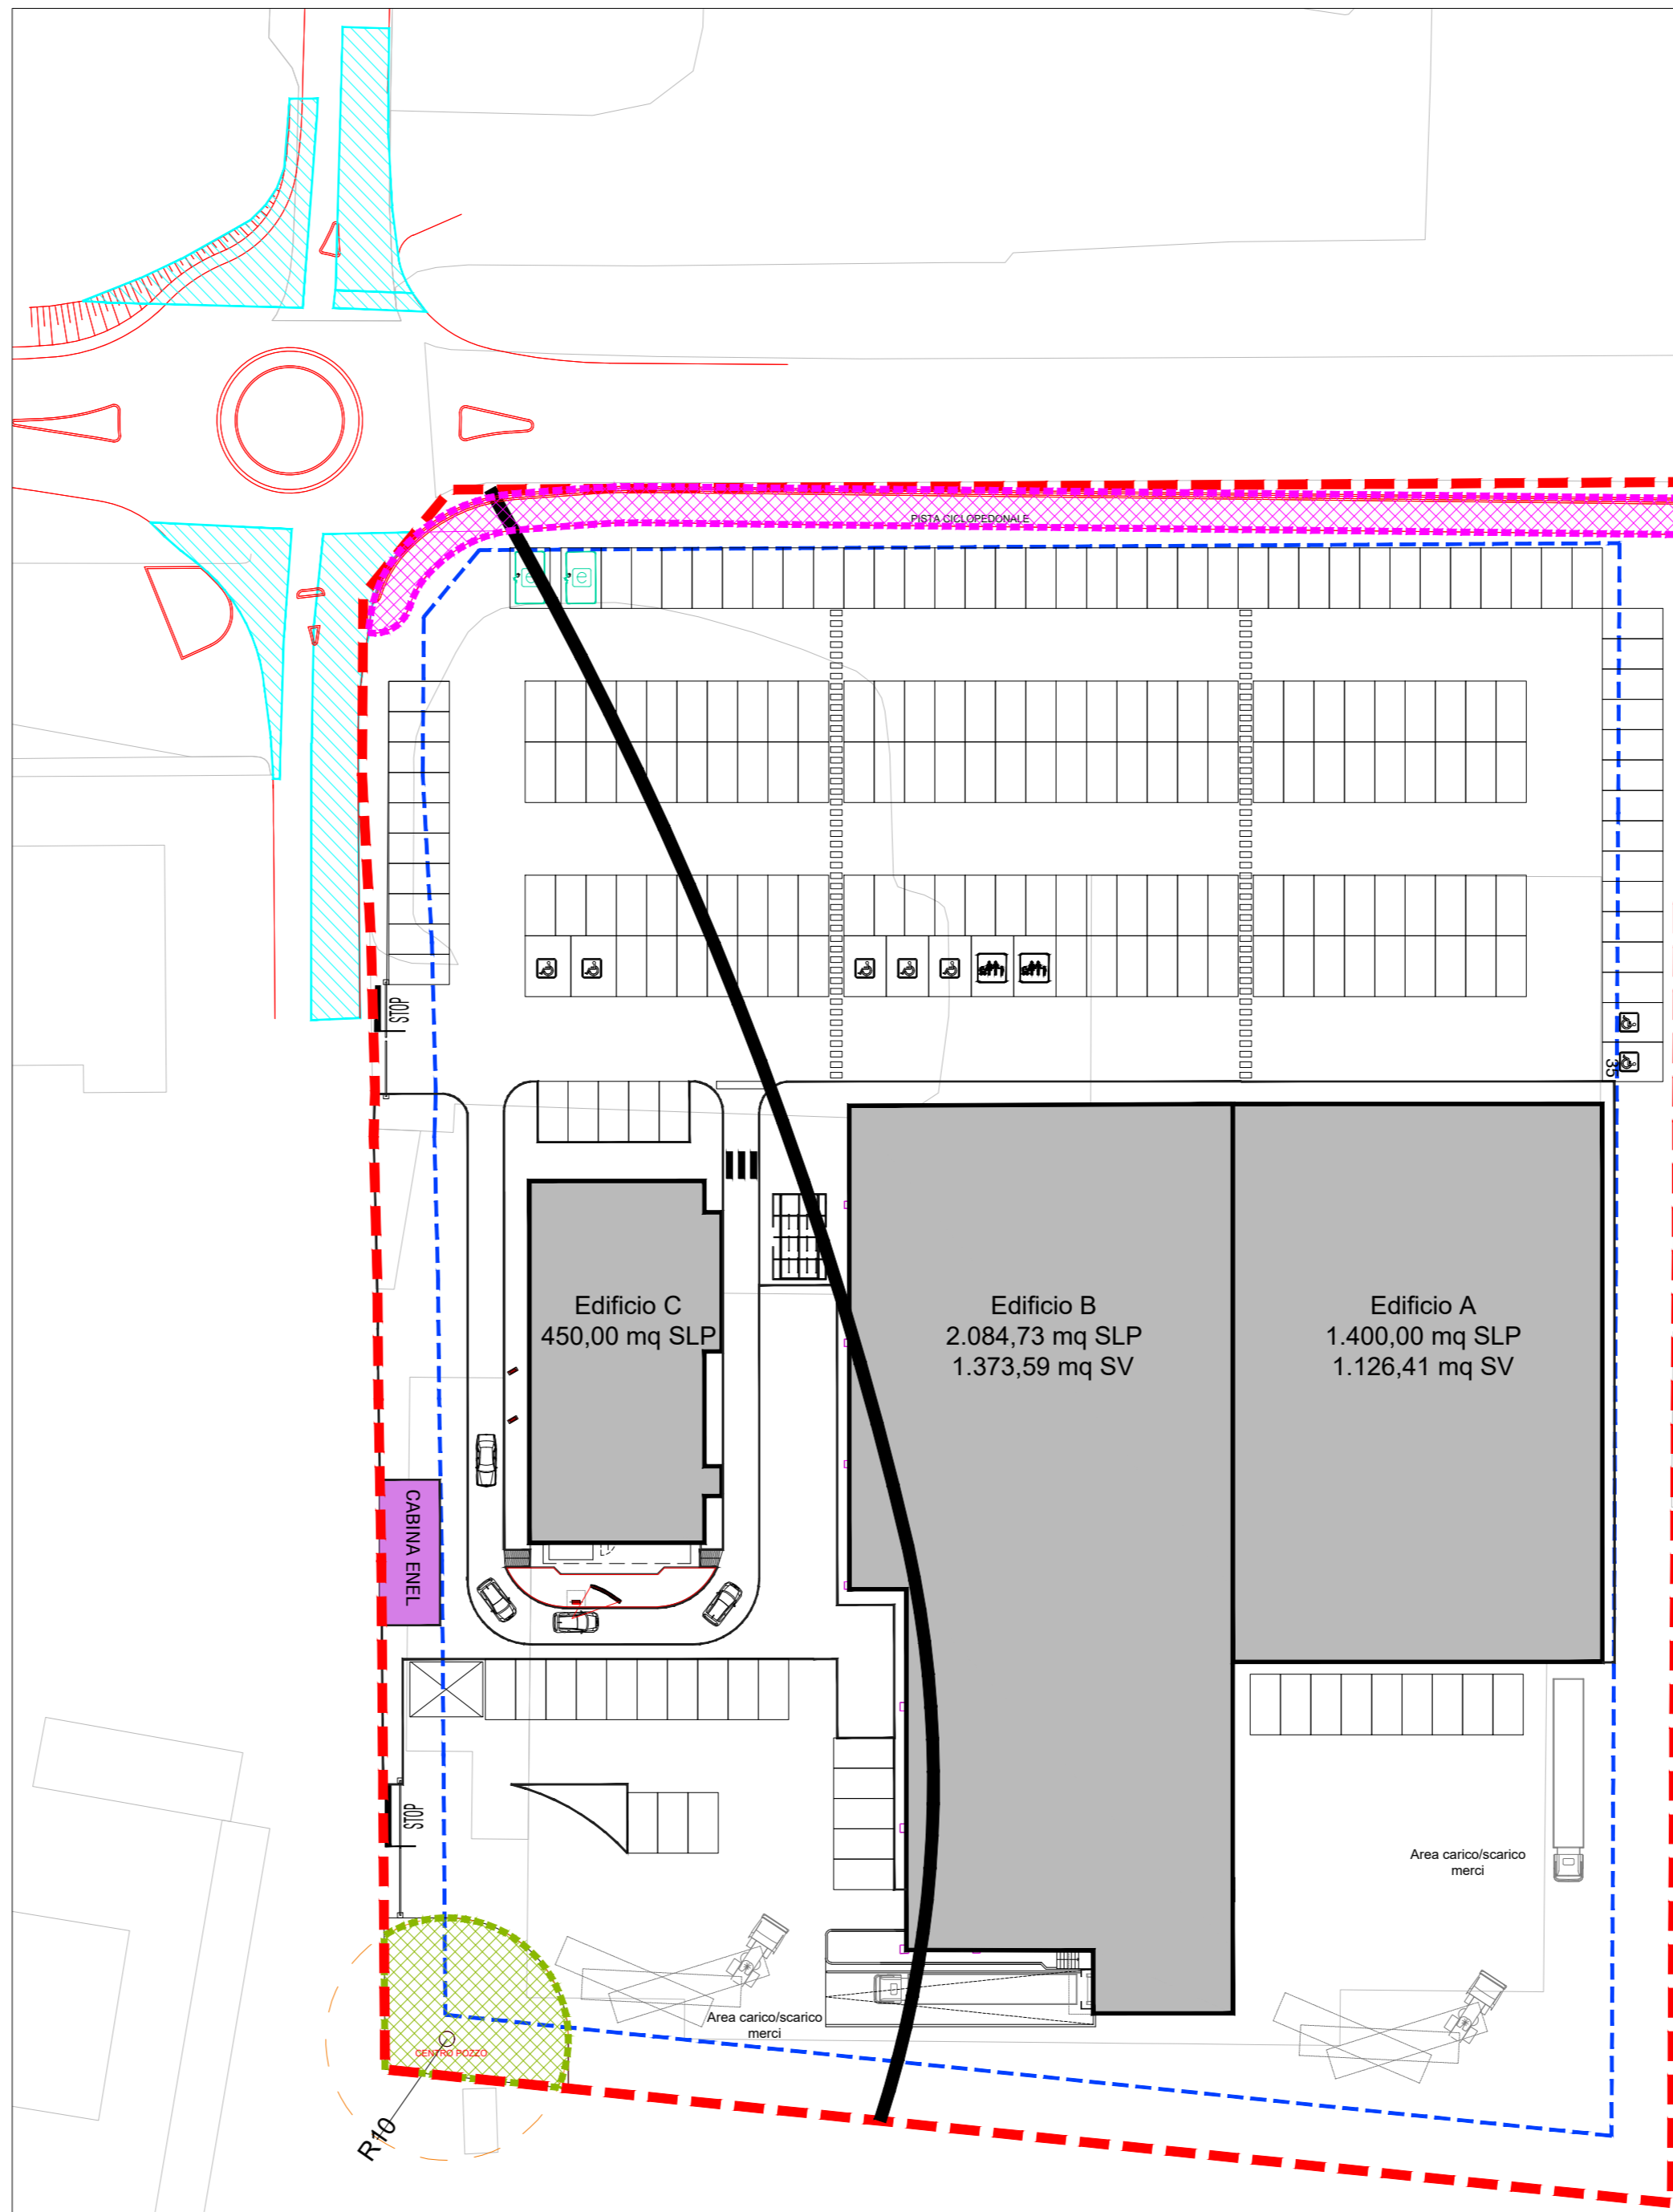 PISTA CICLOPEDONALE
e
e
STOP
35
Edificio C
450,00 mq SLP
Edificio B
2.084,73 mq SLP
1.373,59 mq SV
Edificio A
1.400,00 mq SLP
1.126,41 mq SV
CABINA ENEL
STOP
Area carico/scarico
merci
Area carico/scarico
merci
CENTRO POZZO
R10